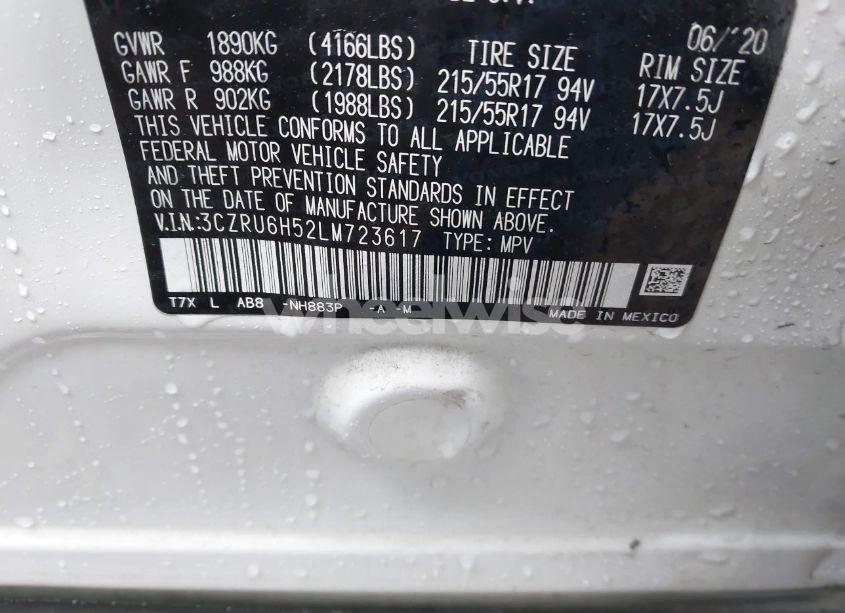 06/'20
GVWR 1890KG (4166LBS) TIRE SIZE RIM SIZE
GAWR F 988KG (2178LBS) 215/55R17 94V 17X7.5J
GAWR R 902KG (1988LBS) 215/55R17 94V 17X7.5J
THIS VEHICLE CONFORMS TO ALL APPLICABLE
FEDERAL MOTOR VEHICLE SAFETY
AND THEFT PREVENTION STANDARDS IN EFFECT
ON THE DATE OF MANUFACTURE SHOWN ABOVE.
V.I.N.:3CZRU6H52LM723617 TYPE: MPV
T7X L AB8 -NH883P -A -M MADE IN MEXICO
wheelwise